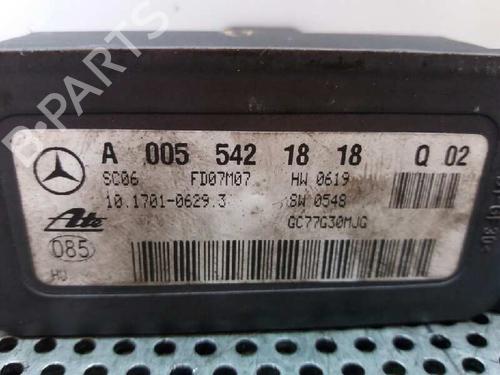 A 005 542 18 18 Q 02
SC06 FD07M07 HW 0619
10.1701-0629.3 SW 0548
Ate GC77G30MJG
085
HU
B-Parts